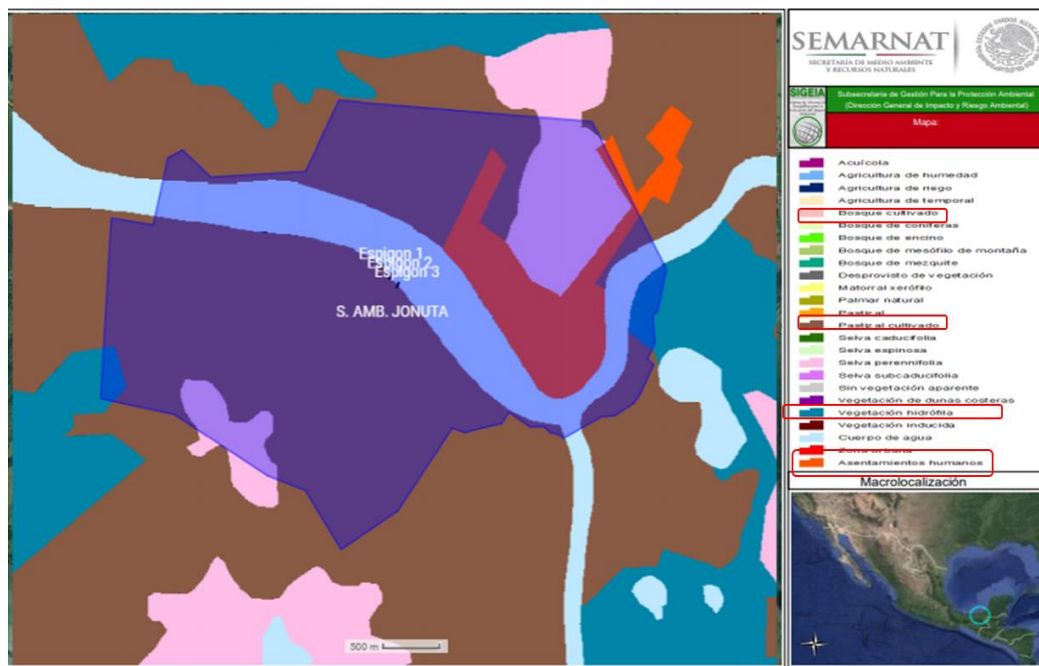 Espigon 1
Espigon 2
Espigon 3
S. AMB. JONUTA
500 m
SEMARNAT
SECRETARÍA DE MEDIO AMBIENTE
Y RECURSOS NATURALES
SIGEIA
Subsecretaría de Gestión Para la Protección Ambiental
(Dirección General de Impacto y Riesgo Ambiental)
Mapa:
Acuícola
Agricultura de humedad
Agricultura de riego
Agricultura de temporal
Bosque cultivado
Bosque de coníferas
Bosque de encino
Bosque de mesófilo de montaña
Bosque de mezquite
Desprovisto de vegetación
Matorral xerófilo
Palmar natural
Pastizal
Pastizal cultivado
Selva caducifolia
Selva espinosa
Selva perennifolia
Selva subcaducifolia
Sin vegetación aparente
Vegetación de dunas costeras
Vegetación hidrófila
Vegetación inducida
Cuerpo de agua
Zona urbana
Asentamientos humanos
Macrolocalización